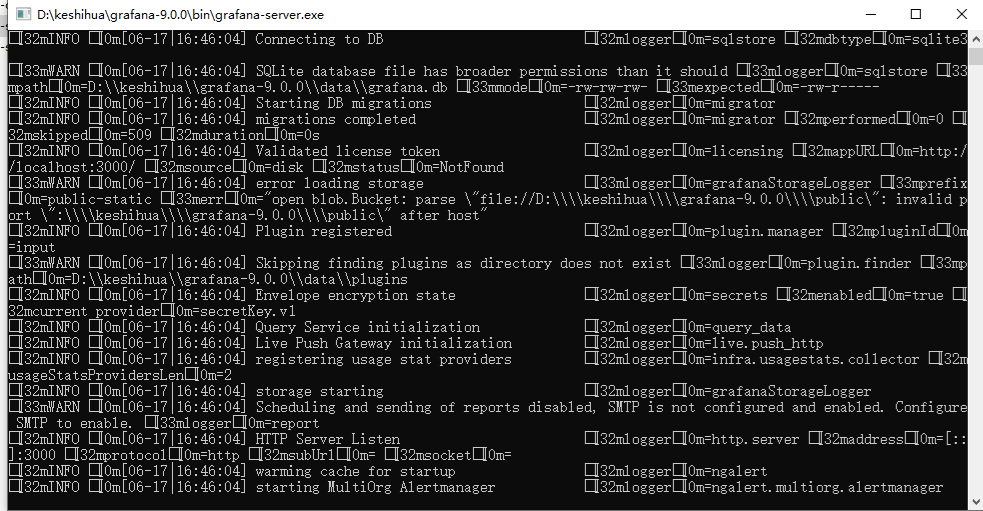 D:\keshihua\grafana-9.0.0\bin\grafana-server.exe
[32mINFO [0m[06-17|16:46:04] Connecting to DB [32mlogger[0m=sqlstore [32mdbtype[0m=sqlite3
[33mWARN [0m[06-17|16:46:04] SQLite database file has broader permissions than it should [33mlogger[0m=sqlstore [33
mpath[0m=D:\\keshihua\\grafana-9.0.0\\data\\grafana.db [33mmode[0m=-rw-rw-rw- [33mexpected[0m=-rw-r-----
[32mINFO [0m[06-17|16:46:04] Starting DB migrations [32mlogger[0m=migrator
[32mINFO [0m[06-17|16:46:04] migrations completed [32mlogger[0m=migrator [32mperformed[0m=0 [
32mskipped[0m=509 [32mduration[0m=0s
[32mINFO [0m[06-17|16:46:04] Validated license token [32mlogger[0m=licensing [32mappURL[0m=http:/
/localhost:3000/ [32msource[0m=disk [32mstatus[0m=NotFound
[33mWARN [0m[06-17|16:46:04] error loading storage [33mlogger[0m=grafanaStorageLogger [33mprefix
[0m=public-static [33merr[0m="open blob.Bucket: parse \"file://D:\\\\keshihua\\\\grafana-9.0.0\\\\public\": invalid p
ort \":\\\\keshihua\\\\grafana-9.0.0\\\\public\" after host"
[32mINFO [0m[06-17|16:46:04] Plugin registered [32mlogger[0m=plugin.manager [32mpluginId[0m
=input
[33mWARN [0m[06-17|16:46:04] Skipping finding plugins as directory does not exist [33mlogger[0m=plugin.finder [33mp
ath[0m=D:\\keshihua\\grafana-9.0.0\\data\\plugins
[32mINFO [0m[06-17|16:46:04] Envelope encryption state [32mlogger[0m=secrets [32menabled[0m=true [
32mcurrent provider[0m=secretKey.v1
[32mINFO [0m[06-17|16:46:04] Query Service initialization [32mlogger[0m=query_data
[32mINFO [0m[06-17|16:46:04] Live Push Gateway initialization [32mlogger[0m=live.push_http
[32mINFO [0m[06-17|16:46:04] registering usage stat providers [32mlogger[0m=infra.usagestats.collector [32m
usageStatsProvidersLen[0m=2
[32mINFO [0m[06-17|16:46:04] storage starting [32mlogger[0m=grafanaStorageLogger
[33mWARN [0m[06-17|16:46:04] Scheduling and sending of reports disabled, SMTP is not configured and enabled. Configure
SMTP to enable. [33mlogger[0m=report
[32mINFO [0m[06-17|16:46:04] HTTP Server Listen [32mlogger[0m=http.server [32maddress[0m=[::
]:3000 [32mprotocol[0m=http [32msubUrl[0m= [32msocket[0m=
[32mINFO [0m[06-17|16:46:04] warming cache for startup [32mlogger[0m=ngalert
[32mINFO [0m[06-17|16:46:04] starting MultiOrg Alertmanager [32mlogger[0m=ngalert.multiorg.alertmanager